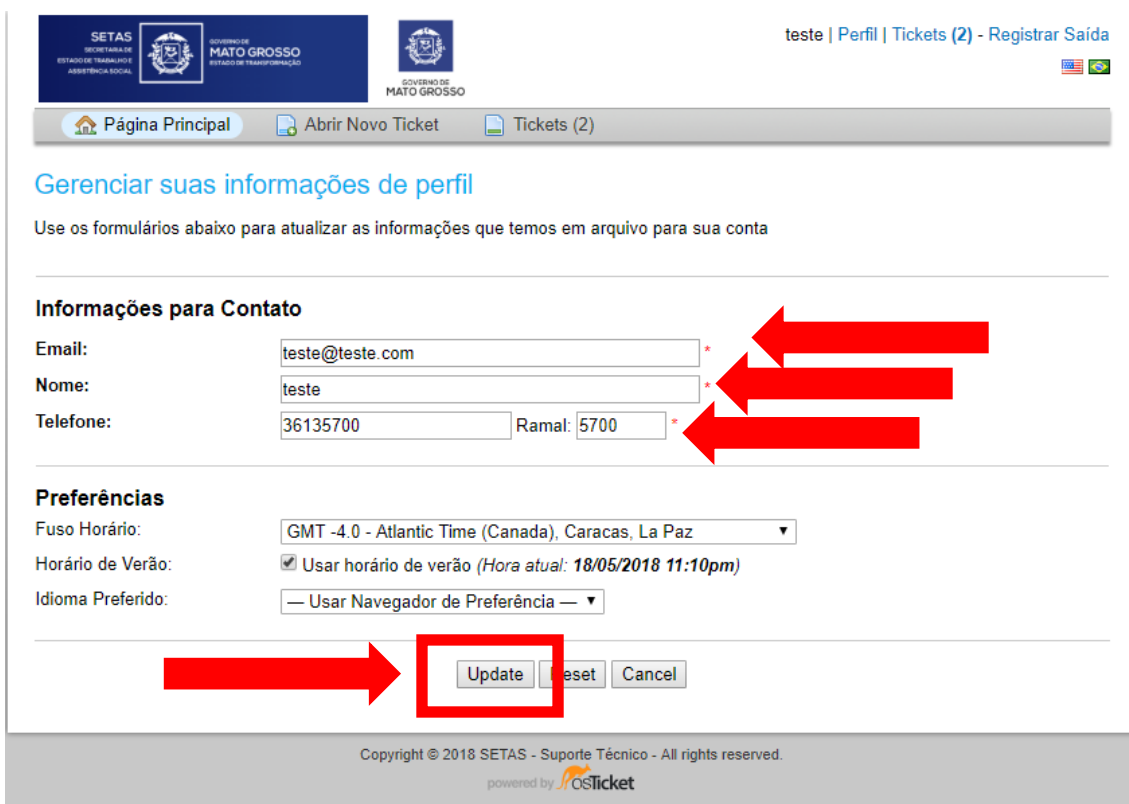 SETAS
SECRETARIA DE
ESTADO DE TRABALHO E
ASSISTÊNCIA SOCIAL
GOVERNO DE
MATO GROSSO
ESTADO DE TRANSFORMAÇÃO
GOVERNO DE
MATO GROSSO
teste | Perfil | Tickets (2) - Registrar Saída
Página Principal Abrir Novo Ticket Tickets (2)
Gerenciar suas informações de perfil
Use os formulários abaixo para atualizar as informações que temos em arquivo para sua conta
Informações para Contato
Email: teste@teste.com *
Nome: teste *
Telefone: 36135700 Ramal: 5700 *
Preferências
Fuso Horário: GMT -4.0 - Atlantic Time (Canada), Caracas, La Paz
Horário de Verão: Usar horário de verão (Hora atual: 18/05/2018 11:10pm)
Idioma Preferido: — Usar Navegador de Preferência —
Update Reset Cancel
Copyright © 2018 SETAS - Suporte Técnico - All rights reserved.
powered by osTicket